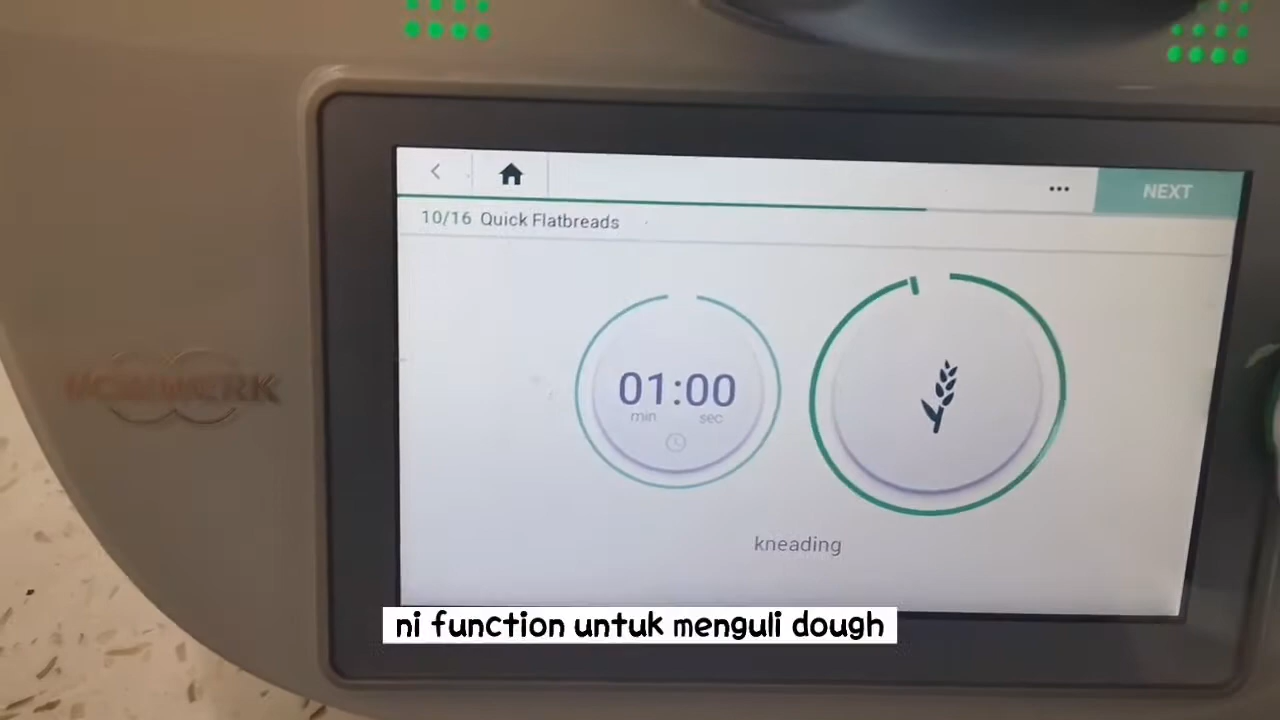 NEXT
10/16 Quick Flatbreads
01:00
min sec
kneading
ni function untuk menguli dough